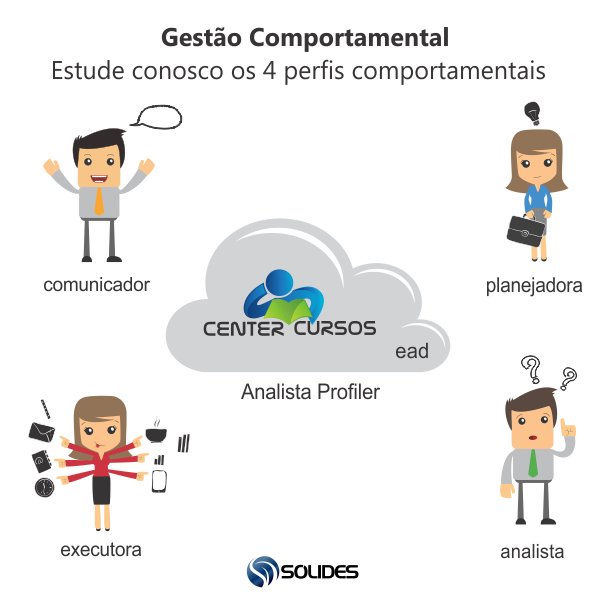 Gestão Comportamental
Estude conosco os 4 perfis comportamentais
comunicador
planejadora
CENTER CURSOS
ead
Analista Profiler
executora
analista
SOLIDES